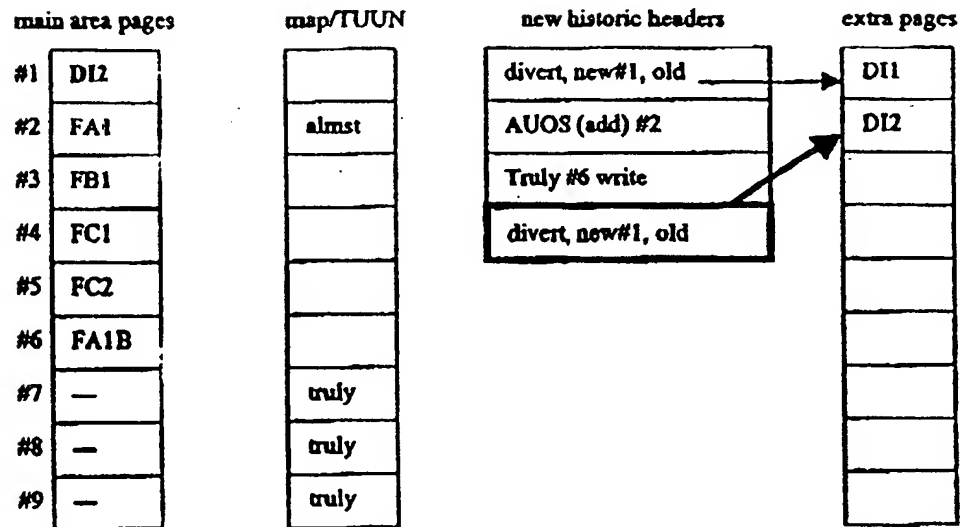 main area pages map/TUUN new historic headers extra pages
#1 DI2 divert, new#1, old DI1
#2 FA1 almst AUOS (add) #2 DI2
#3 FB1 Truly #6 write
#4 FC1 divert, new#1, old
#5 FC2
#6 FA1B
#7 — truly
#8 — truly
#9 — truly